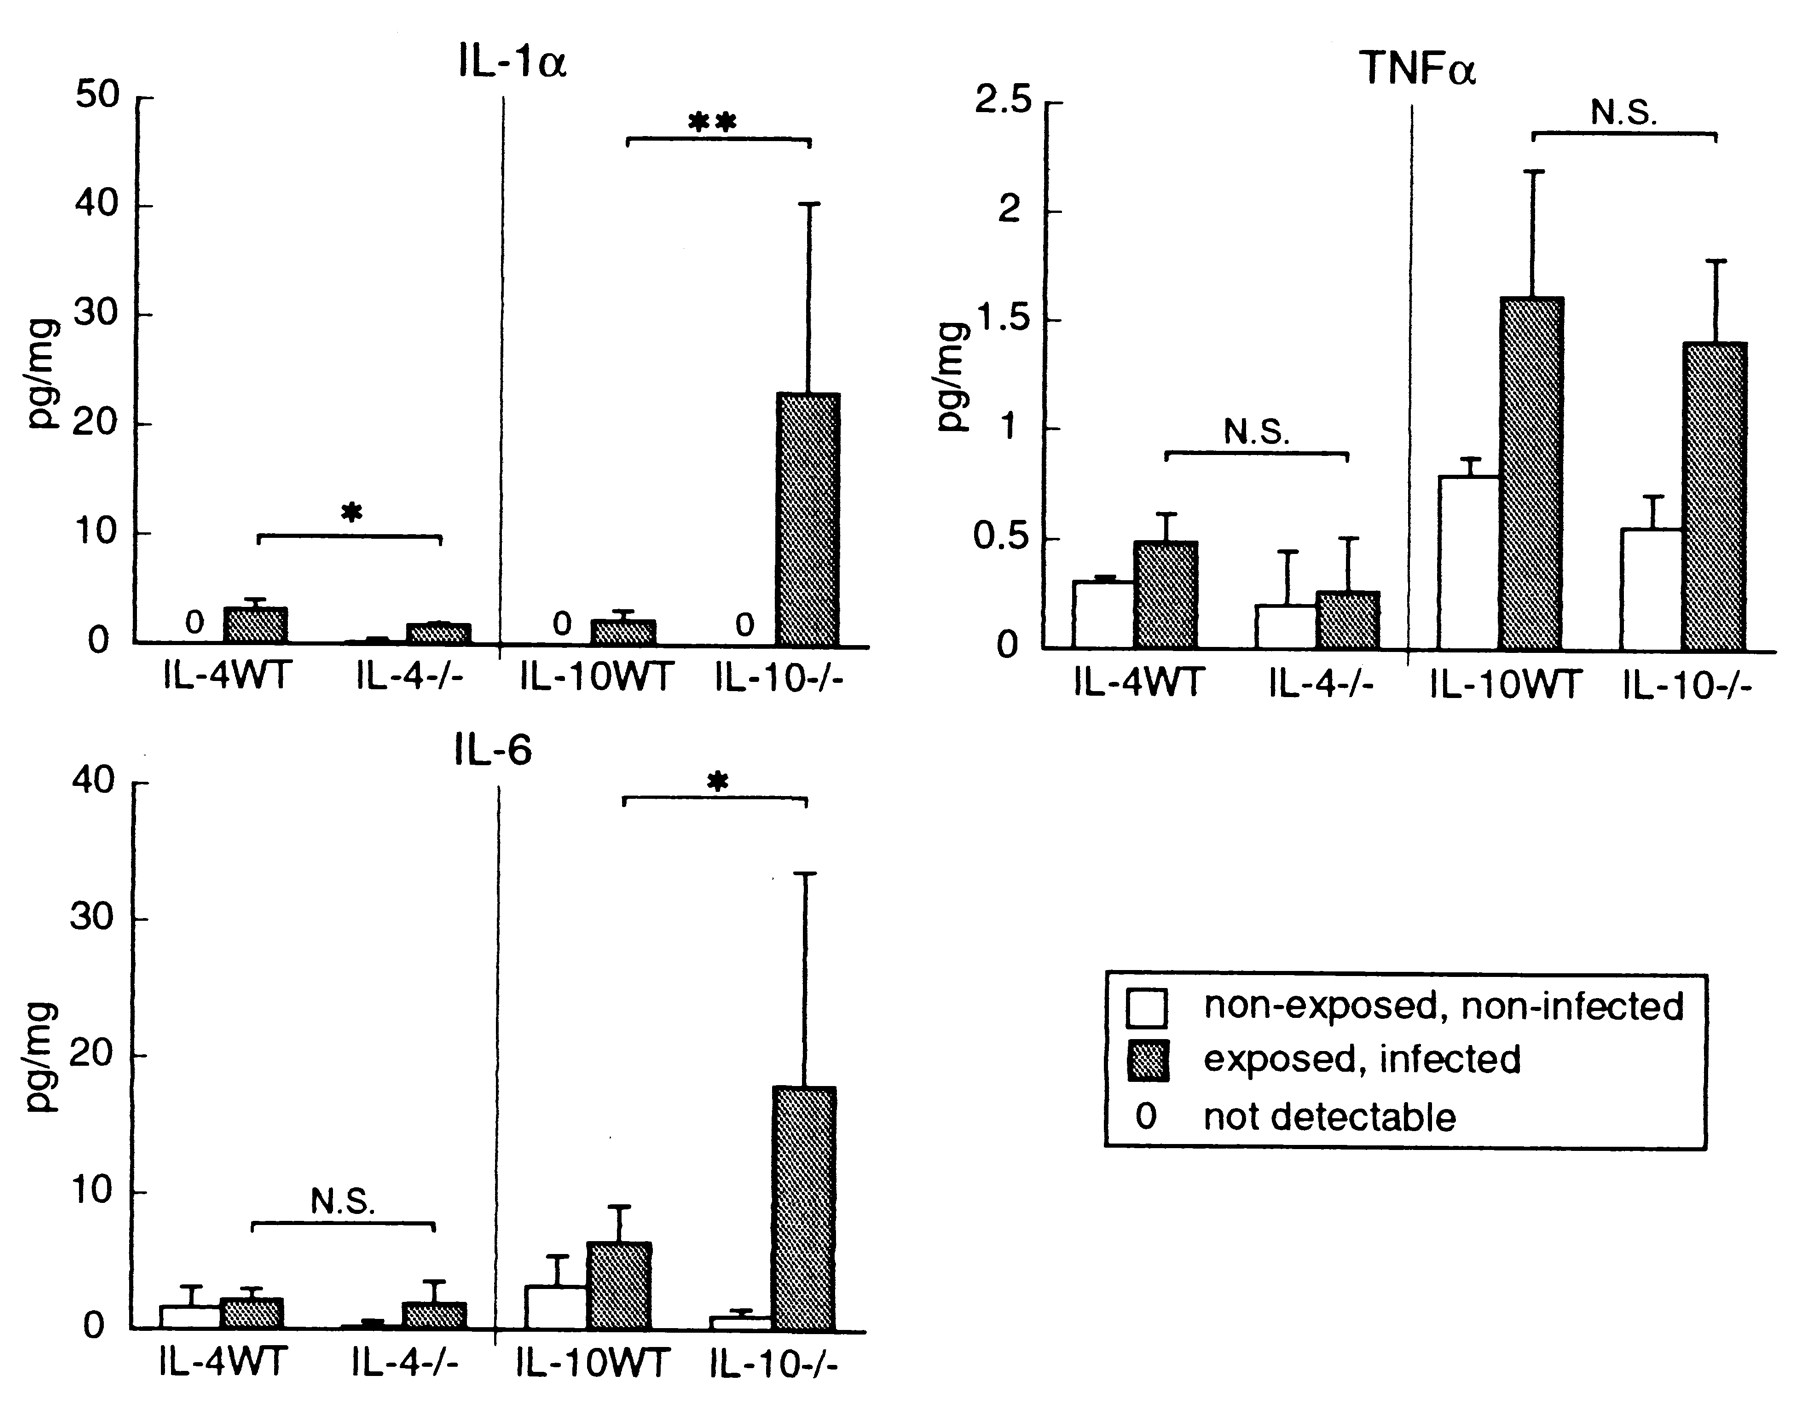 IL-1α
50
40
30
20
10
0
pg/mg
*
**
0
0
0
IL-4WT IL-4-/- IL-10WT IL-10-/-
TNFα
2.5
2
1.5
1
0.5
0
pg/mg
N.S.
N.S.
IL-4WT IL-4-/- IL-10WT IL-10-/-
IL-6
40
30
20
10
0
pg/mg
N.S.
*
IL-4WT IL-4-/- IL-10WT IL-10-/-
non-exposed, non-infected
exposed, infected
0 not detectable